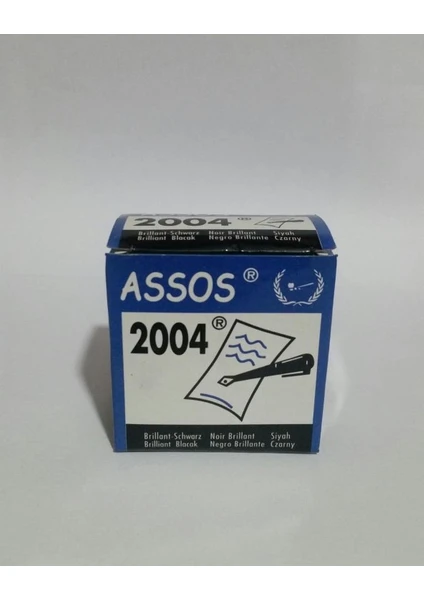 2004 ®
Brillant-Schwarz Noir Brillant Siyah
Brilliant Blacak Negro Brillante Czarny
ASSOS ®
2004 ®
Brillant-Schwarz Noir Brillant Siyah
Brilliant Blacak Negro Brillante Czarny